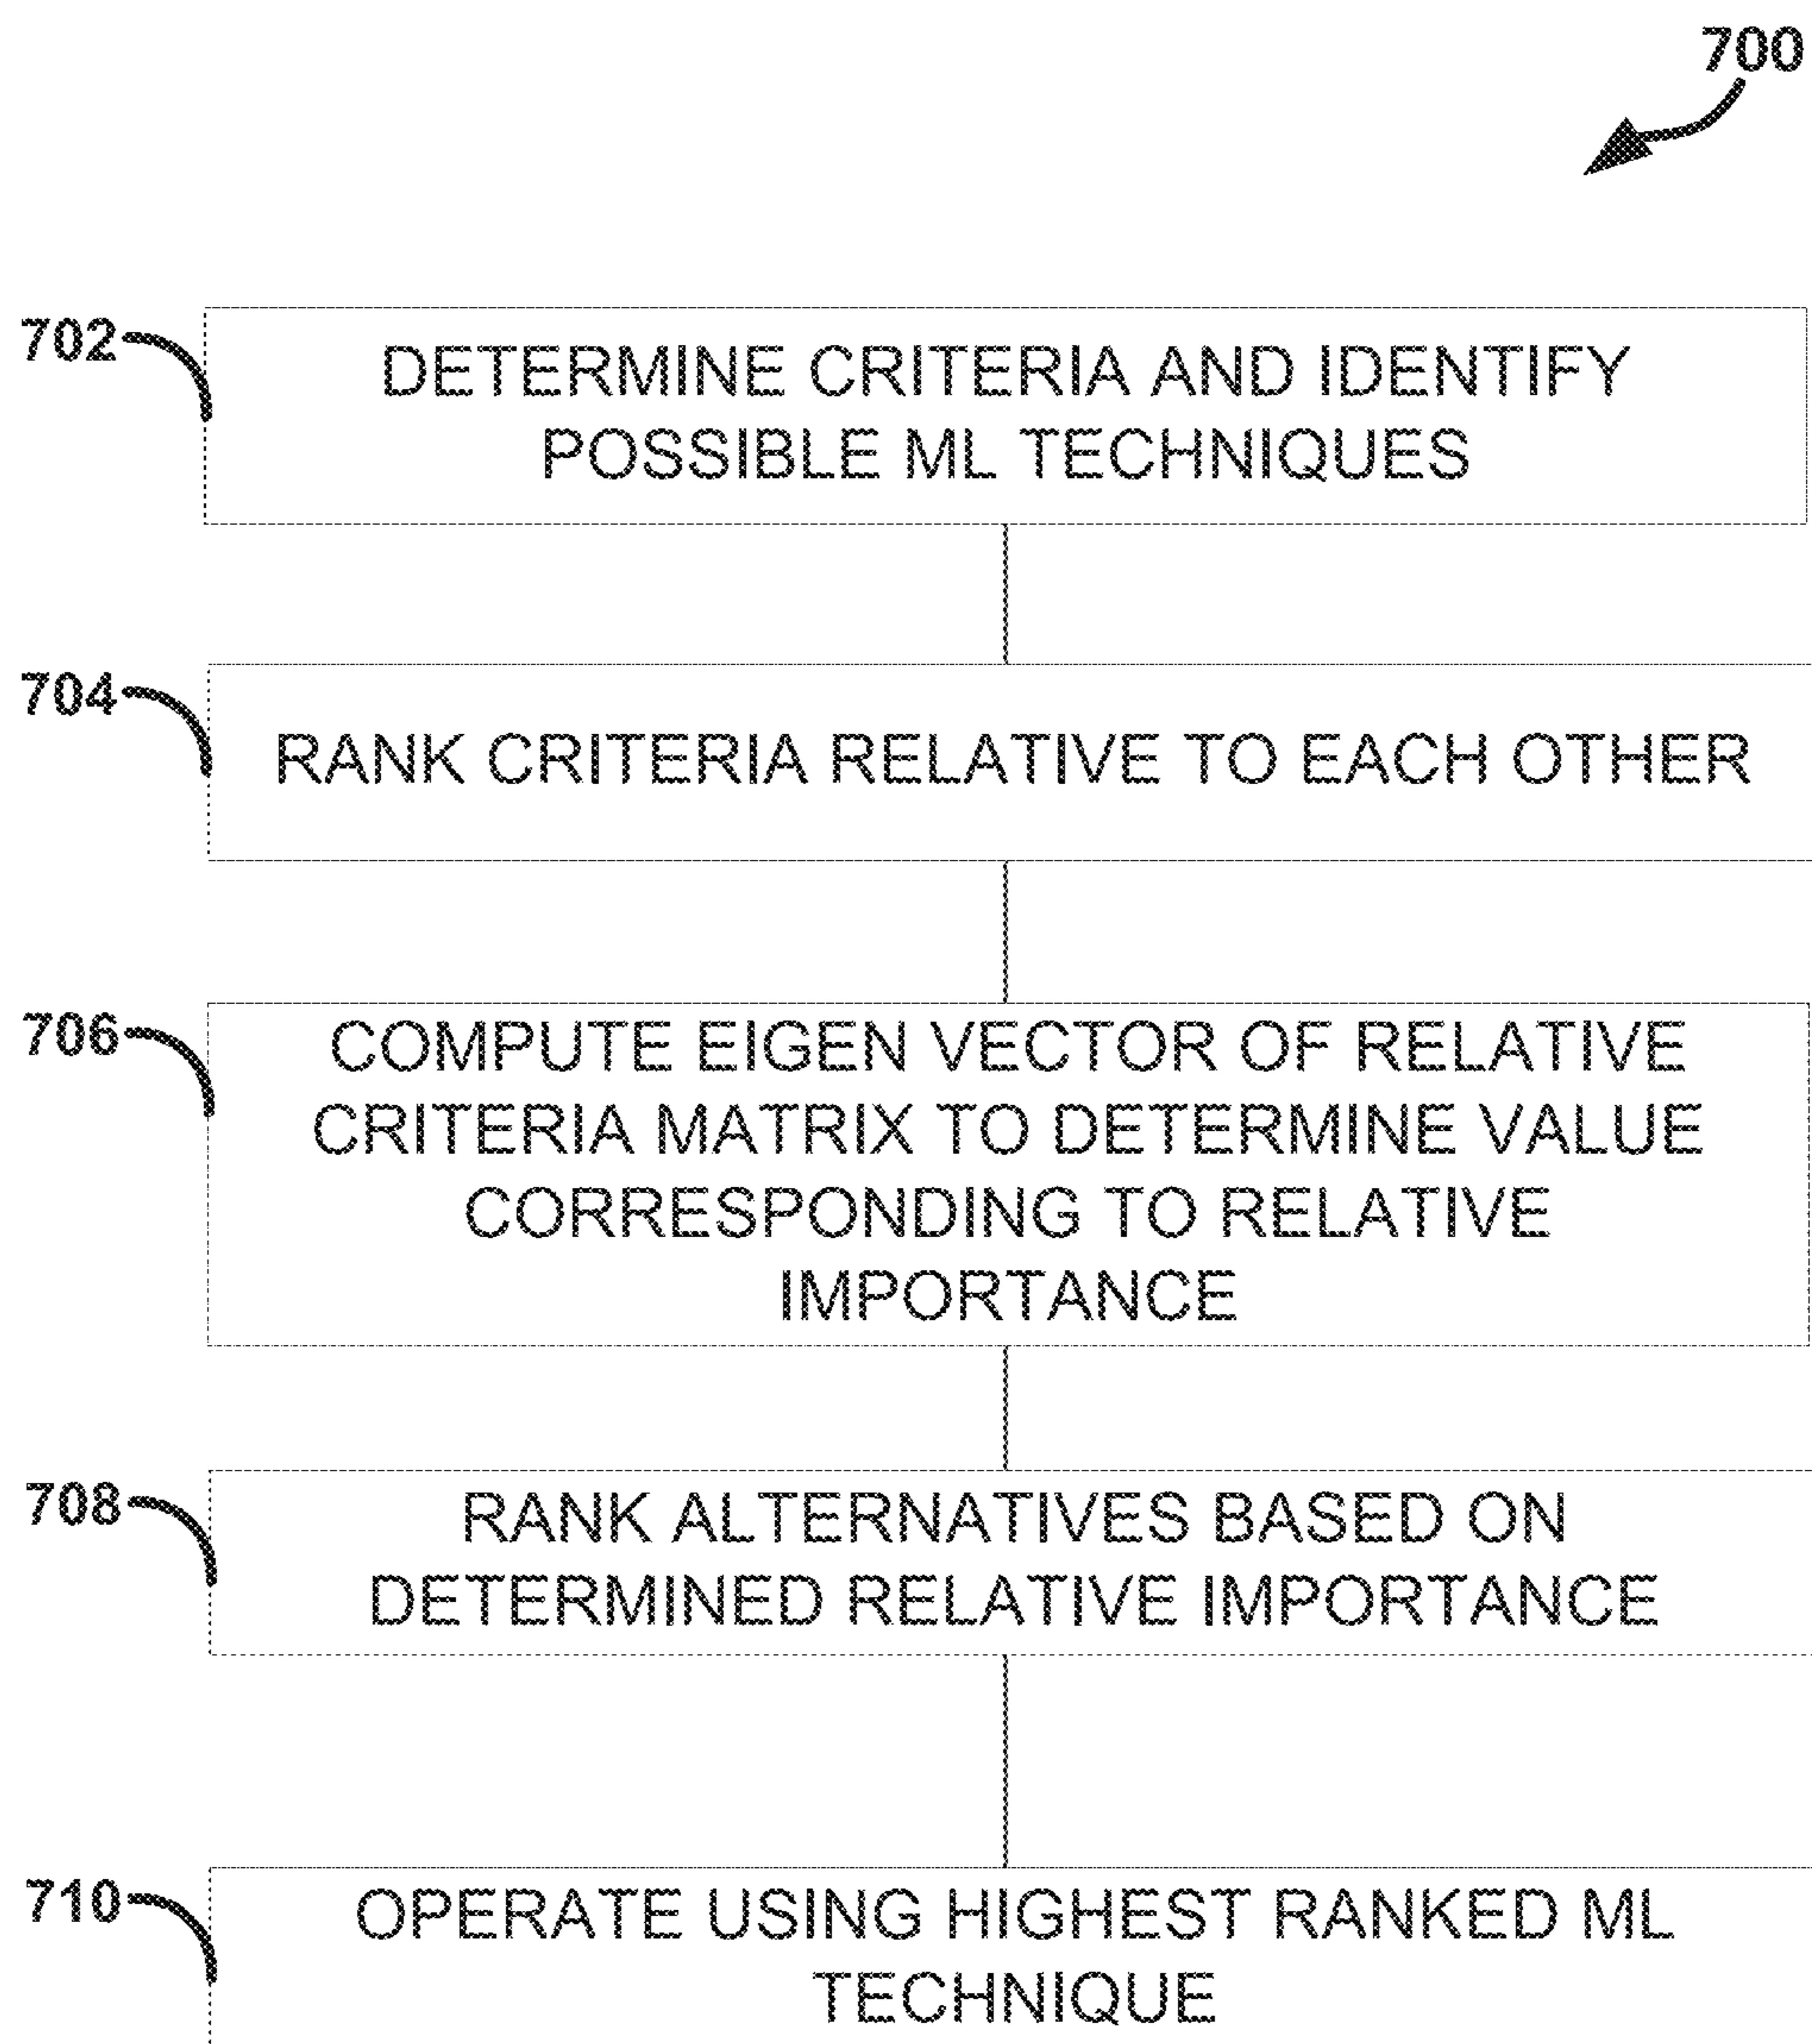 700
702
DETERMINE CRITERIA AND IDENTIFY
POSSIBLE ML TECHNIQUES
704
RANK CRITERIA RELATIVE TO EACH OTHER
706
COMPUTE EIGEN VECTOR OF RELATIVE
CRITERIA MATRIX TO DETERMINE VALUE
CORRESPONDING TO RELATIVE
IMPORTANCE
708
RANK ALTERNATIVES BASED ON
DETERMINED RELATIVE IMPORTANCE
710
OPERATE USING HIGHEST RANKED ML
TECHNIQUE